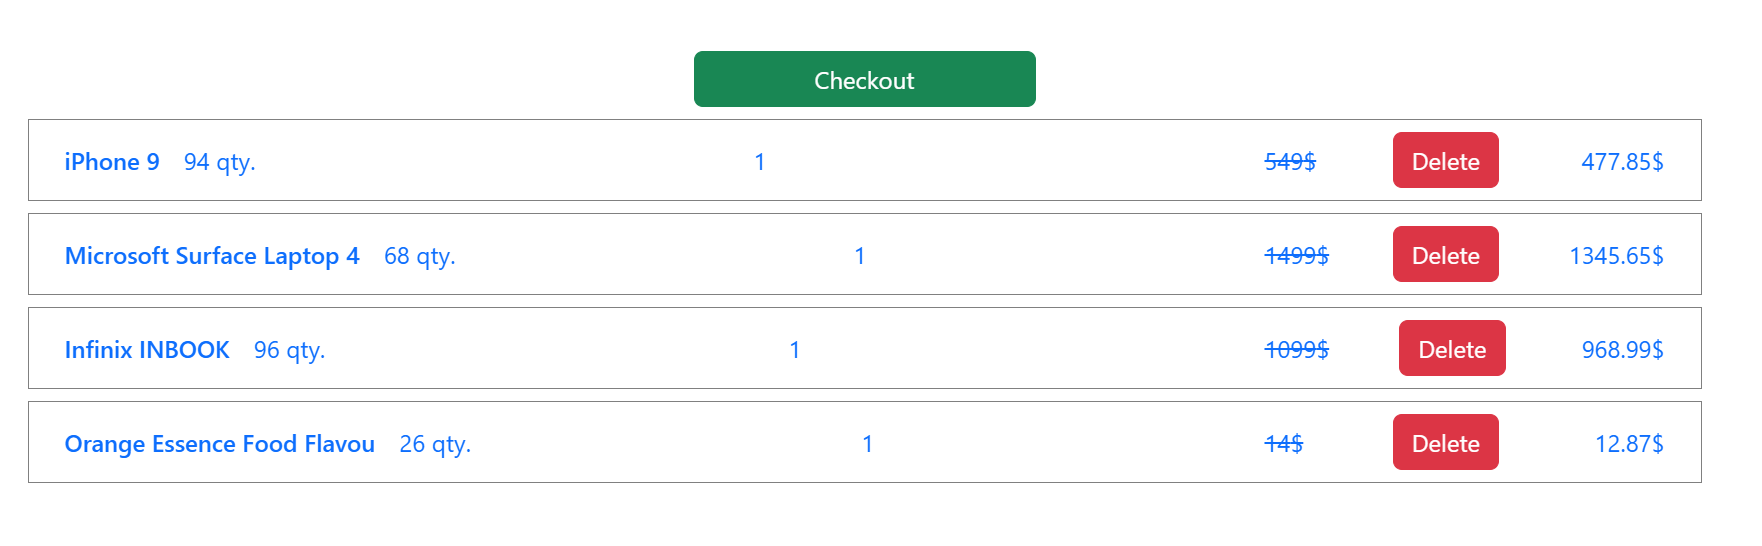 Checkout
iPhone 9 94 qty. 1 549$ Delete 477.85$
Microsoft Surface Laptop 4 68 qty. 1 1499$ Delete 1345.65$
Infinix INBOOK 96 qty. 1 1099$ Delete 968.99$
Orange Essence Food Flavou 26 qty. 1 14$ Delete 12.87$